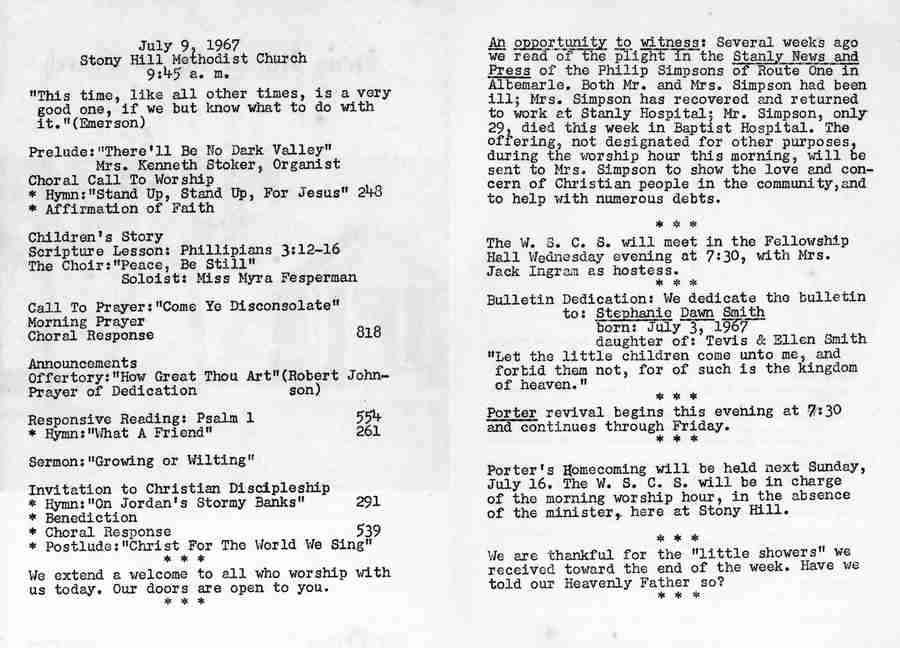 July 9, 1967
Stony Hill Methodist Church
9:45 a. m.
"This time, like all other times, is a very
good one, if we but know what to do with
it."(Emerson)
Prelude:"There'll Be No Dark Valley"
Mrs. Kenneth Stoker, Organist
Choral Call To Worship
* Hymn:"Stand Up, Stand Up, For Jesus" 248
* Affirmation of Faith
Children's Story
Scripture Lesson: Phillipians 3:12-16
The Choir:"Peace, Be Still"
Soloist: Miss Myra Fesperman
Call To Prayer:"Come Ye Disconsolate"
Morning Prayer
Choral Response 818
Announcements
Offertory:"How Great Thou Art"(Robert John-
Prayer of Dedication son)
Responsive Reading: Psalm 1 554
* Hymn:"What A Friend" 261
Sermon:"Growing or Wilting"
Invitation to Christian Discipleship
* Hymn:"On Jordan's Stormy Banks" 291
* Benediction
* Choral Response 539
* Postlude:"Christ For The World We Sing"
* * *
We extend a welcome to all who worship with
us today. Our doors are open to you.
* * *
An opportunity to witness: Several weeks ago
we read of the plight in the Stanly News and
Press of the Philip Simpsons of Route One in
Albemarle. Both Mr. and Mrs. Simpson had been
ill; Mrs. Simpson has recovered and returned
to work at Stanly Hospital; Mr. Simpson, only
29, died this week in Baptist Hospital. The
offering, not designated for other purposes,
during the worship hour this morning, will be
sent to Mrs. Simpson to show the love and con-
cern of Christian people in the community,and
to help with numerous debts.
* * *
The W. S. C. S. will meet in the Fellowship
Hall Wednesday evening at 7:30, with Mrs.
Jack Ingram as hostess.
* * *
Bulletin Dedication: We dedicate the bulletin
to: Stephanie Dawn Smith
born: July 3, 1967
daughter of: Tevis & Ellen Smith
"Let the little children come unto me, and
forbid them not, for of such is the kingdom
of heaven."
* * *
Porter revival begins this evening at 7:30
and continues through Friday.
* * *
Porter's Homecoming will be held next Sunday,
July 16. The W. S. C. S. will be in charge
of the morning worship hour, in the absence
of the minister, here at Stony Hill.
* * *
We are thankful for the "little showers" we
received toward the end of the week. Have we
told our Heavenly Father so?
* * *